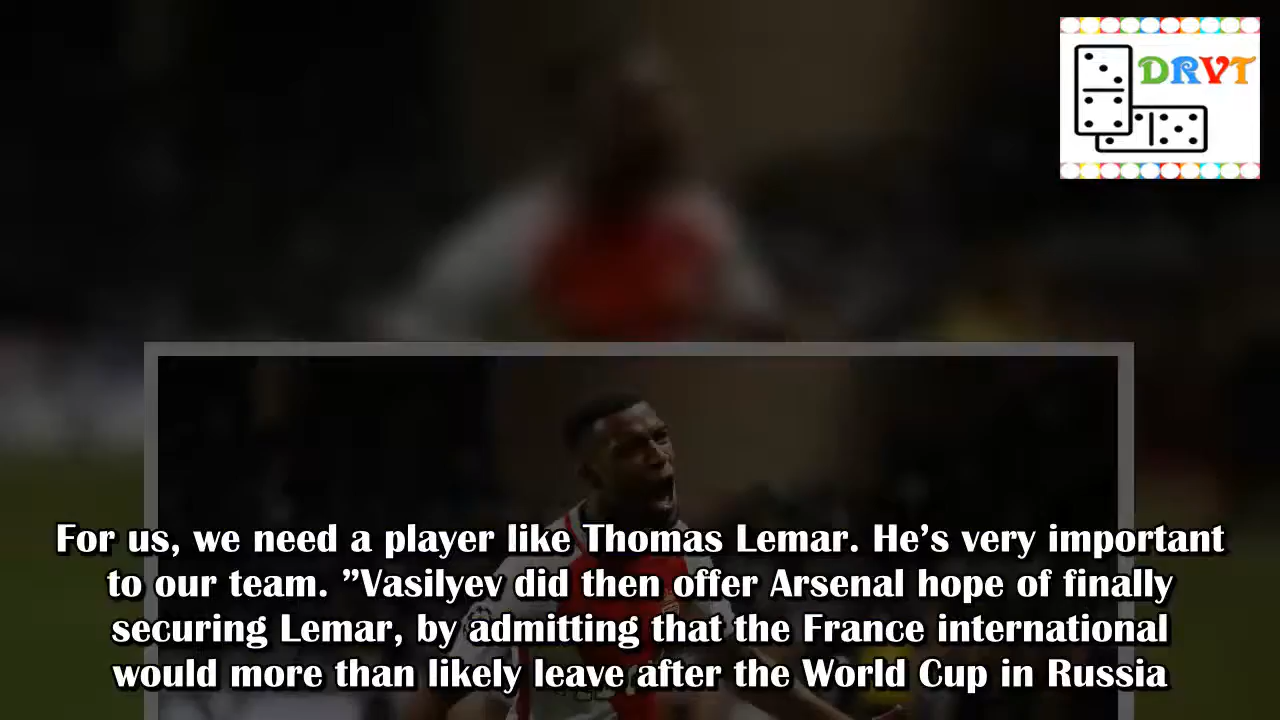 DRVT
For us, we need a player like Thomas Lemar. He’s very important
to our team. ”Vasilyev did then offer Arsenal hope of finally
securing Lemar, by admitting that the France international
would more than likely leave after the World Cup in Russia